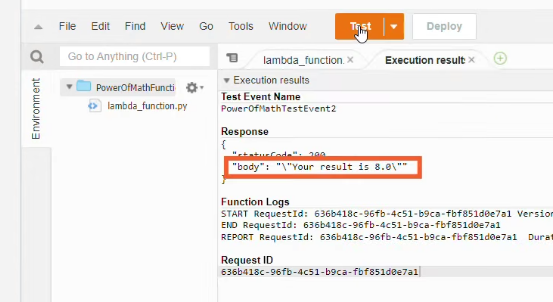 File Edit Find View Go Tools Window Test Deploy
Go to Anything (Ctrl-P)
lambda_function. Execution results
Environment
PowerOfMathFuncti
lambda_function.py
Execution results
Test Event Name
PowerOfMathTestEvent2
Response
{
"statusCode": 200
"body": "\"Your result is 8.0\""
}
Function Logs
START RequestId: 636b418c-96fb-4c51-b9ca-fbf851d0e7a1 Version
END RequestId: 636b418c-96fb-4c51-b9ca-fbf851d0e7a1
REPORT RequestId: 636b418c-96fb-4c51-b9ca-fbf851d0e7a1 Durat
Request ID
636b418c-96fb-4c51-b9ca-fbf851d0e7a1